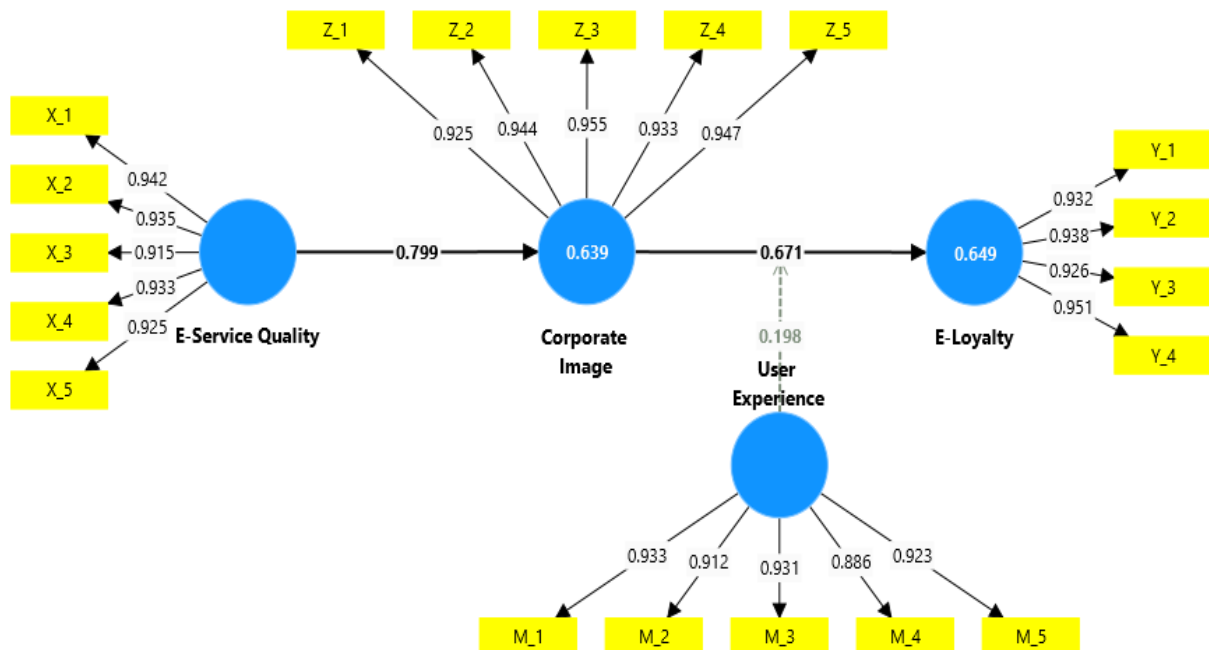 Z_1
Z_2
Z_3
Z_4
Z_5
X_1
X_2
X_3
X_4
X_5
0.942
0.935
0.915
0.933
0.925
0.925
0.944
0.955
0.933
0.947
0.799
0.639
0.671
0.649
E-Service Quality
Corporate
Image
E-Loyalty
Y_1
Y_2
Y_3
Y_4
0.932
0.938
0.926
0.951
0.198
User
Experience
0.933
0.912
0.931
0.886
0.923
M_1
M_2
M_3
M_4
M_5